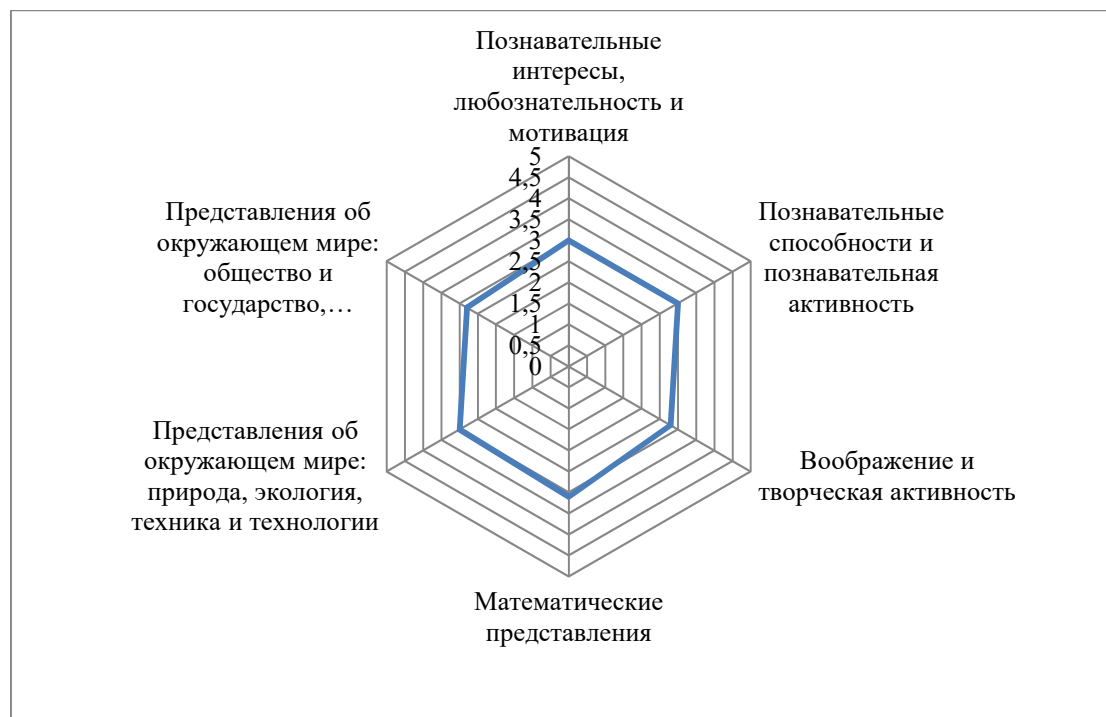 Познавательные
интересы,
любознательность и
мотивация
5
4,5
4
3,5
3
2,5
2
1,5
1
0,5
0
Познавательные
способности и
познавательная
активность
Воображение и
творческая активность
Математические
представления
Представления об
окружающем мире:
природа, экология,
техника и технологии
Представления об
окружающем мире:
общество и
государство,…